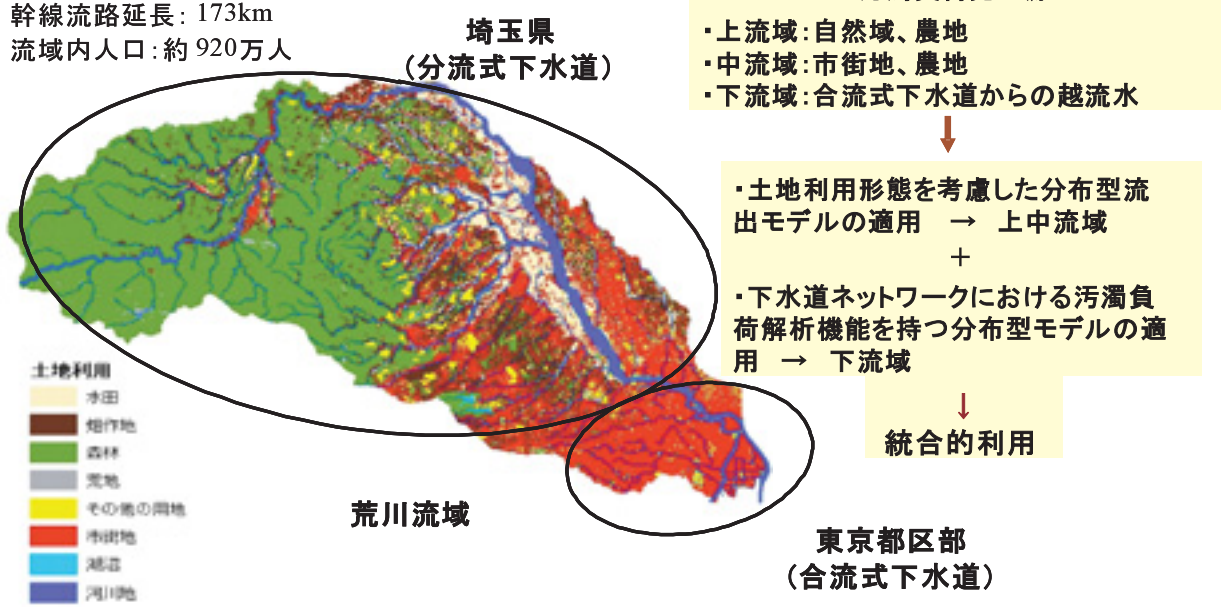 幹線流路延長: 173km
流域内人口:約 920万人
埼玉県
(分流式下水道)
・上流域:自然域、農地
・中流域:市街地、農地
・下流域:合流式下水道からの越流水
・土地利用形態を考慮した分布型流
出モデルの適用 → 上中流域
+
・下水道ネットワークにおける汚濁負
荷解析機能を持つ分布型モデルの適
用 → 下流域
↓
統合的利用
土地利用
水田
畑作地
森林
荒地
その他の用地
市街地
湖沼
河川地
荒川流域
東京都区部
(合流式下水道)